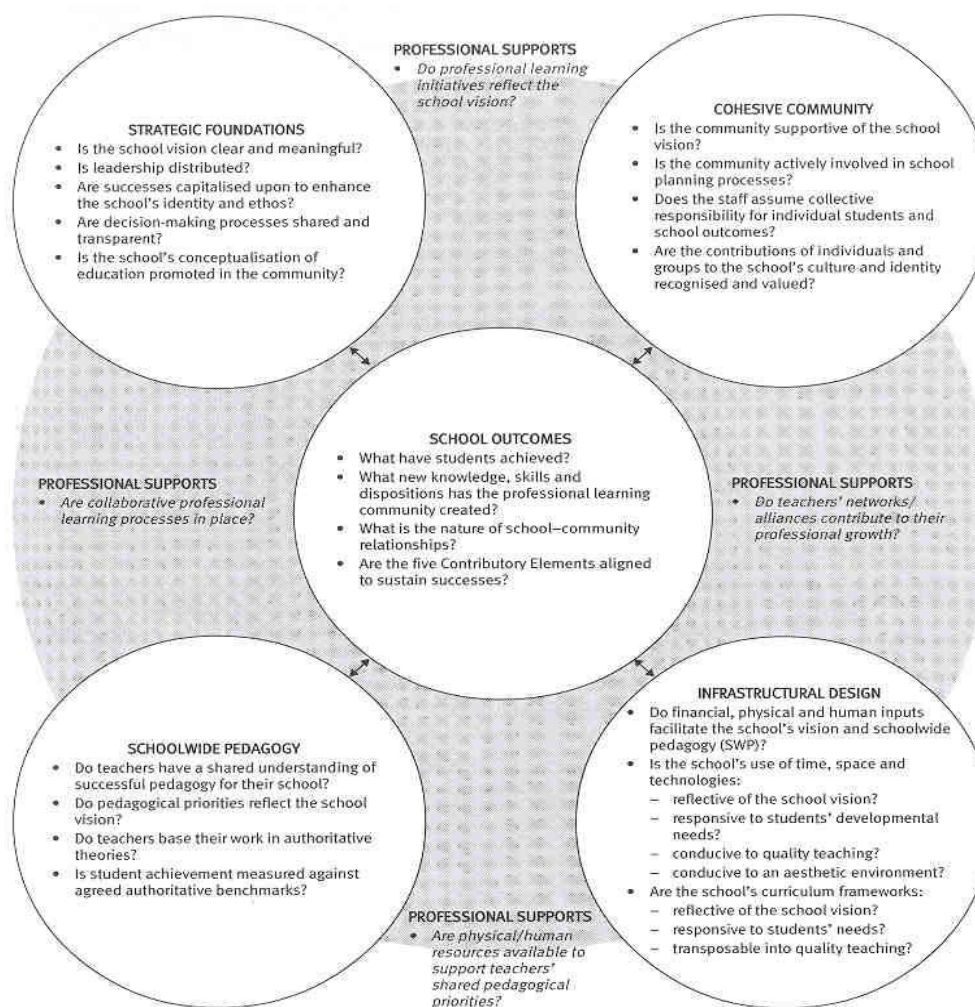 PROFESSIONAL SUPPORTS
• Do professional learning
initiatives reflect the
school vision?
STRATEGIC FOUNDATIONS
• Is the school vision clear and meaningful?
• Is leadership distributed?
• Are successes capitalised upon to enhance
the school's identity and ethos?
• Are decision-making processes shared and
transparent?
• Is the school's conceptualisation of
education promoted in the community?
COHESIVE COMMUNITY
• Is the community supportive of the school
vision?
• Is the community actively involved in school
planning processes?
• Does the staff assume collective
responsibility for individual students and
school outcomes?
• Are the contributions of individuals and
groups to the school's culture and identity
recognised and valued?
SCHOOL OUTCOMES
• What have students achieved?
• What new knowledge, skills and
dispositions has the professional learning
community created?
• What is the nature of school–community
relationships?
• Are the five Contributory Elements aligned
to sustain successes?
PROFESSIONAL SUPPORTS
• Are collaborative professional
learning processes in place?
PROFESSIONAL SUPPORTS
• Do teachers' networks/
alliances contribute to their
professional growth?
SCHOOLWIDE PEDAGOGY
• Do teachers have a shared understanding of
successful pedagogy for their school?
• Do pedagogical priorities reflect the school
vision?
• Do teachers base their work in authoritative
theories?
• Is student achievement measured against
agreed authoritative benchmarks?
INFRASTRUCTURAL DESIGN
• Do financial, physical and human inputs
facilitate the school's vision and schoolwide
pedagogy (SWP)?
• Is the school's use of time, space and
technologies:
– reflective of the school vision?
– responsive to students' developmental
needs?
– conducive to quality teaching?
– conducive to an aesthetic environment?
• Are the school's curriculum frameworks:
– reflective of the school vision?
– responsive to students' needs?
– transposable into quality teaching?
PROFESSIONAL SUPPORTS
• Are physical/human
resources available to
support teachers'
shared pedagogical
priorities?